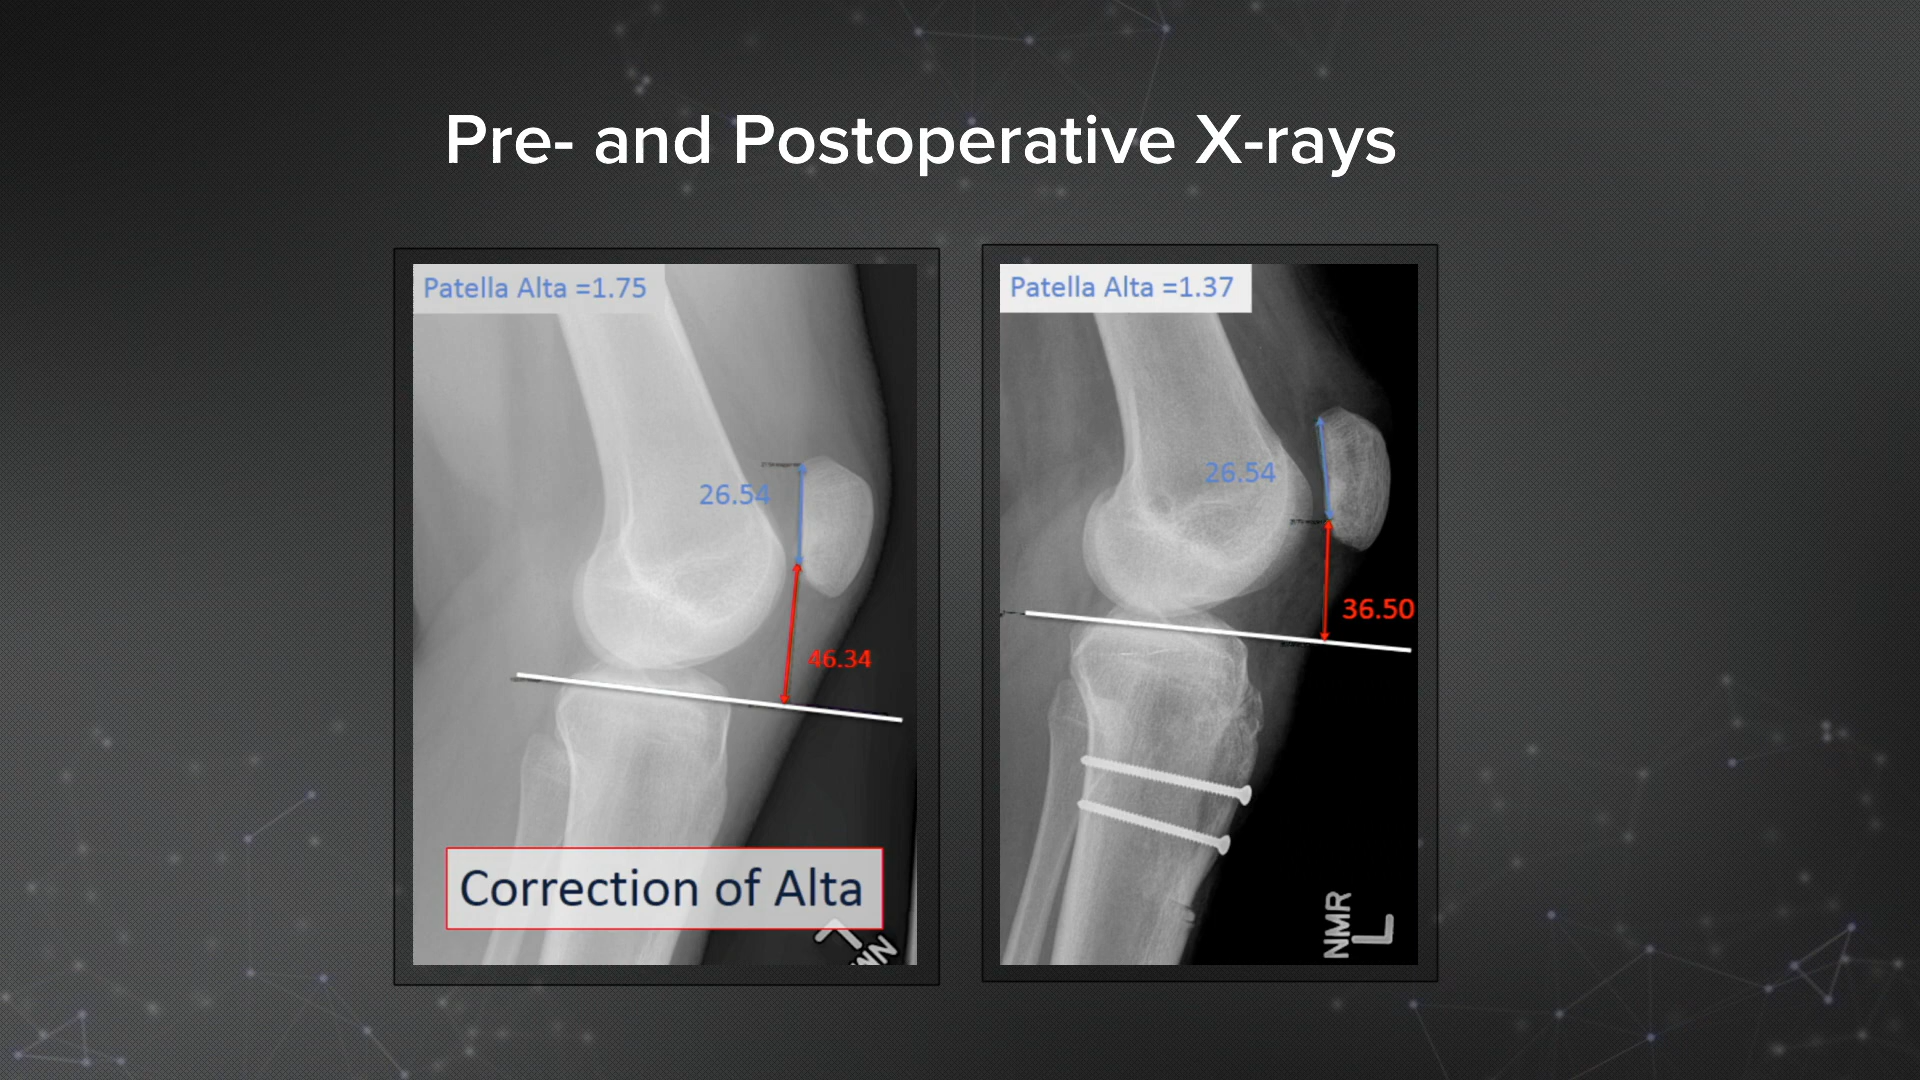 Pre- and Postoperative X-rays
Patella Alta =1.75
26.54
46.34
Correction of Alta
Patella Alta =1.37
26.54
36.50
NMR
L